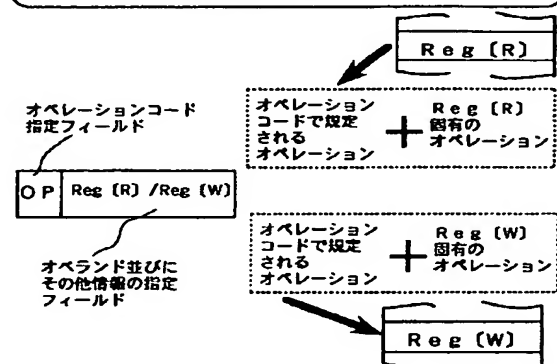 Reg〔R〕
オペレーションコード
指定フィールド
オペレーション
コードで規定
される
オペレーション
+
Reg〔R〕
固有の
オペレーション
OP
Reg〔R〕/Reg〔W〕
オペランド並びに
その他情報の指定
フィールド
オペレーション
コードで規定
される
オペレーション
+
Reg〔W〕
固有の
オペレーション
Reg〔W〕